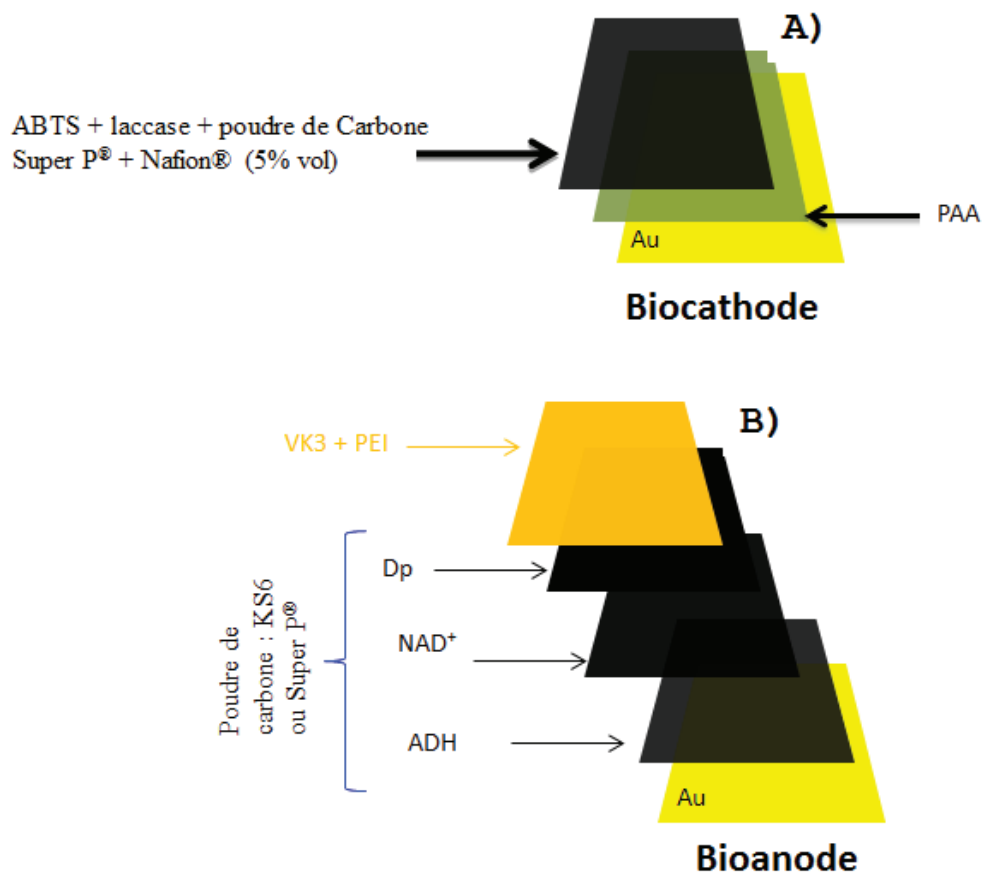 A)
ABTS + laccase + poudre de Carbone
Super P® + Nafion® (5% vol)
PAA
Au
Biocathode
B)
VK3 + PEI
Dp
NAD⁺
ADH
Poudre de
carbone : KS6
ou Super P®
Au
Bioanode